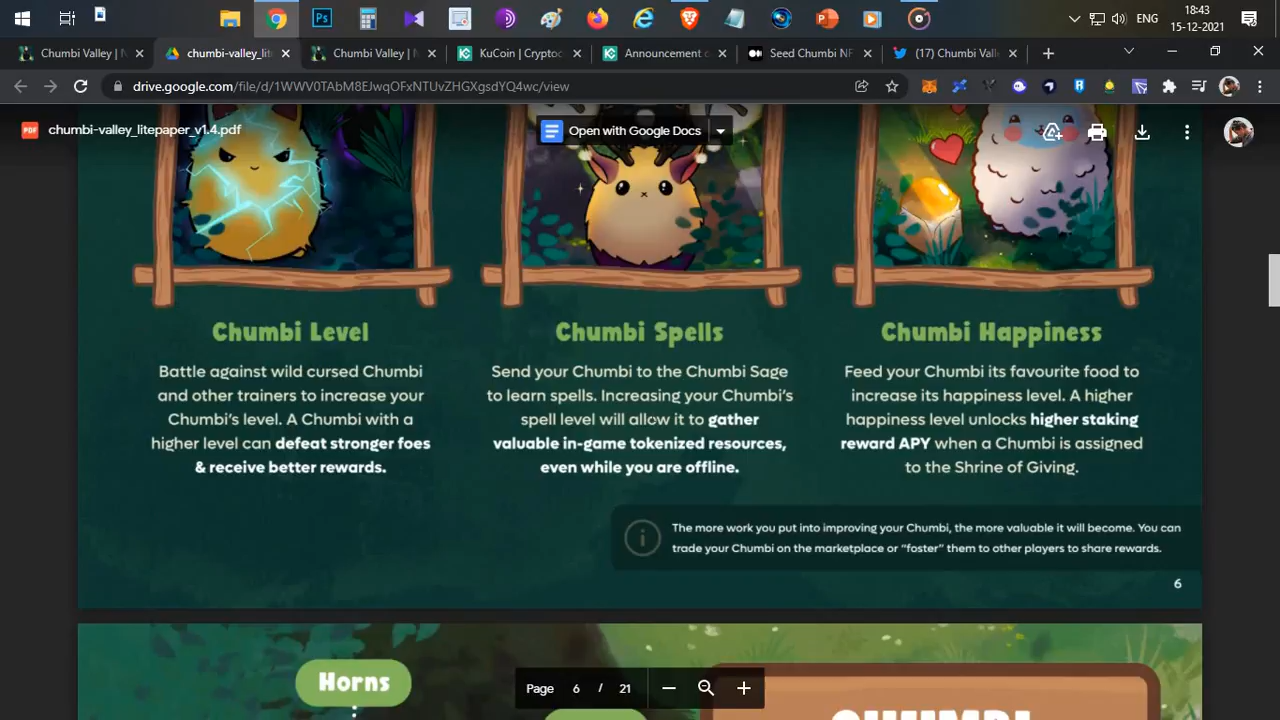 18:43
ENG
15-12-2021
Chumbi Valley | N
chumbi-valley_lit
Chumbi Valley | N
KuCoin | Cryptoc
Announcement o
Seed Chumbi NF
(17) Chumbi Vall
drive.google.com/file/d/1WWV0TAbM8EJwqOFxNTUvZHGXgsdYQ4wc/view
PDF
chumbi-valley_litepaper_v1.4.pdf
Open with Google Docs
Chumbi Level
Battle against wild cursed Chumbi
and other trainers to increase your
Chumbi's level. A Chumbi with a
higher level can defeat stronger foes
& receive better rewards.
Chumbi Spells
Send your Chumbi to the Chumbi Sage
to learn spells. Increasing your Chumbi's
spell level will allow it to gather
valuable in-game tokenized resources,
even while you are offline.
Chumbi Happiness
Feed your Chumbi its favourite food to
increase its happiness level. A higher
happiness level unlocks higher staking
reward APY when a Chumbi is assigned
to the Shrine of Giving.
The more work you put into improving your Chumbi, the more valuable it will become. You can
trade your Chumbi on the marketplace or "foster" them to other players to share rewards.
6
Horns
CHUMBI
Page 6 / 21